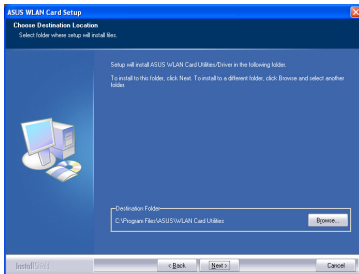 ASUS WLAN Card Setup
Choose Destination Location
Select folder where setup will install files.
Setup will install ASUS WLAN Card Utilities/Driver in the following folder.
To install to this folder, click Next. To install to a different folder, click Browse and select another
folder.
Destination Folder
C:\Program Files\ASUS\WLAN Card Utilities
Browse...
InstallShield
< Back
Next >
Cancel